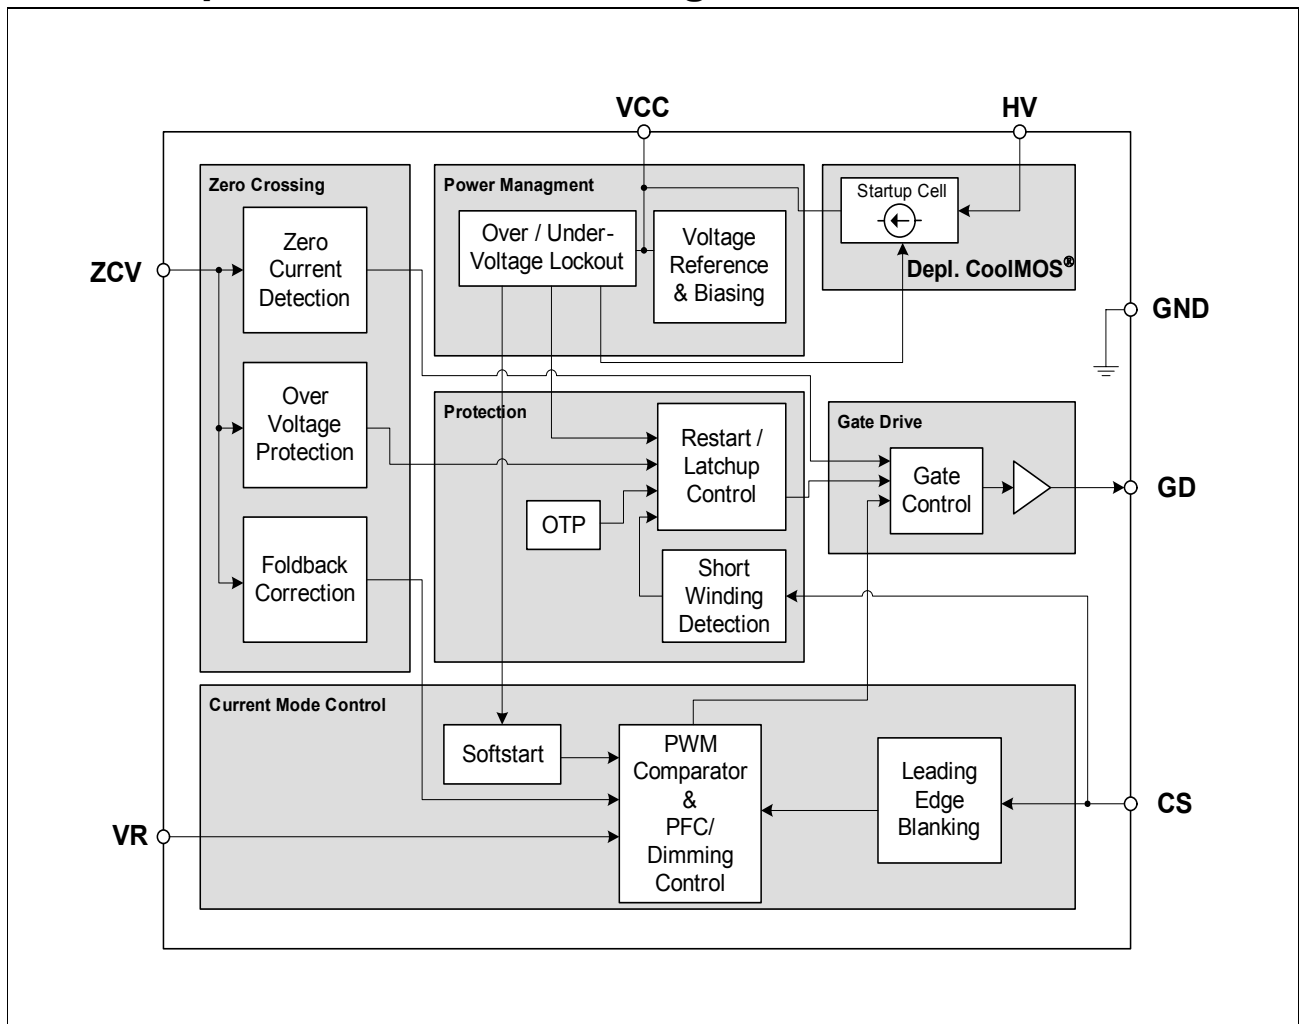 VCC
HV
Zero Crossing
Power Managment
Startup Cell
Zero
Current
Detection
Over / Under-
Voltage Lockout
Voltage
Reference
& Biasing
Depl. CoolMOS®
ZCV
GND
Over
Voltage
Protection
Protection
Restart /
Latchup
Control
Gate Drive
Gate
Control
GD
OTP
Foldback
Correction
Short
Winding
Detection
Current Mode Control
Softstart
PWM
Comparator
&
PFC/
Dimming
Control
Leading
Edge
Blanking
CS
VR